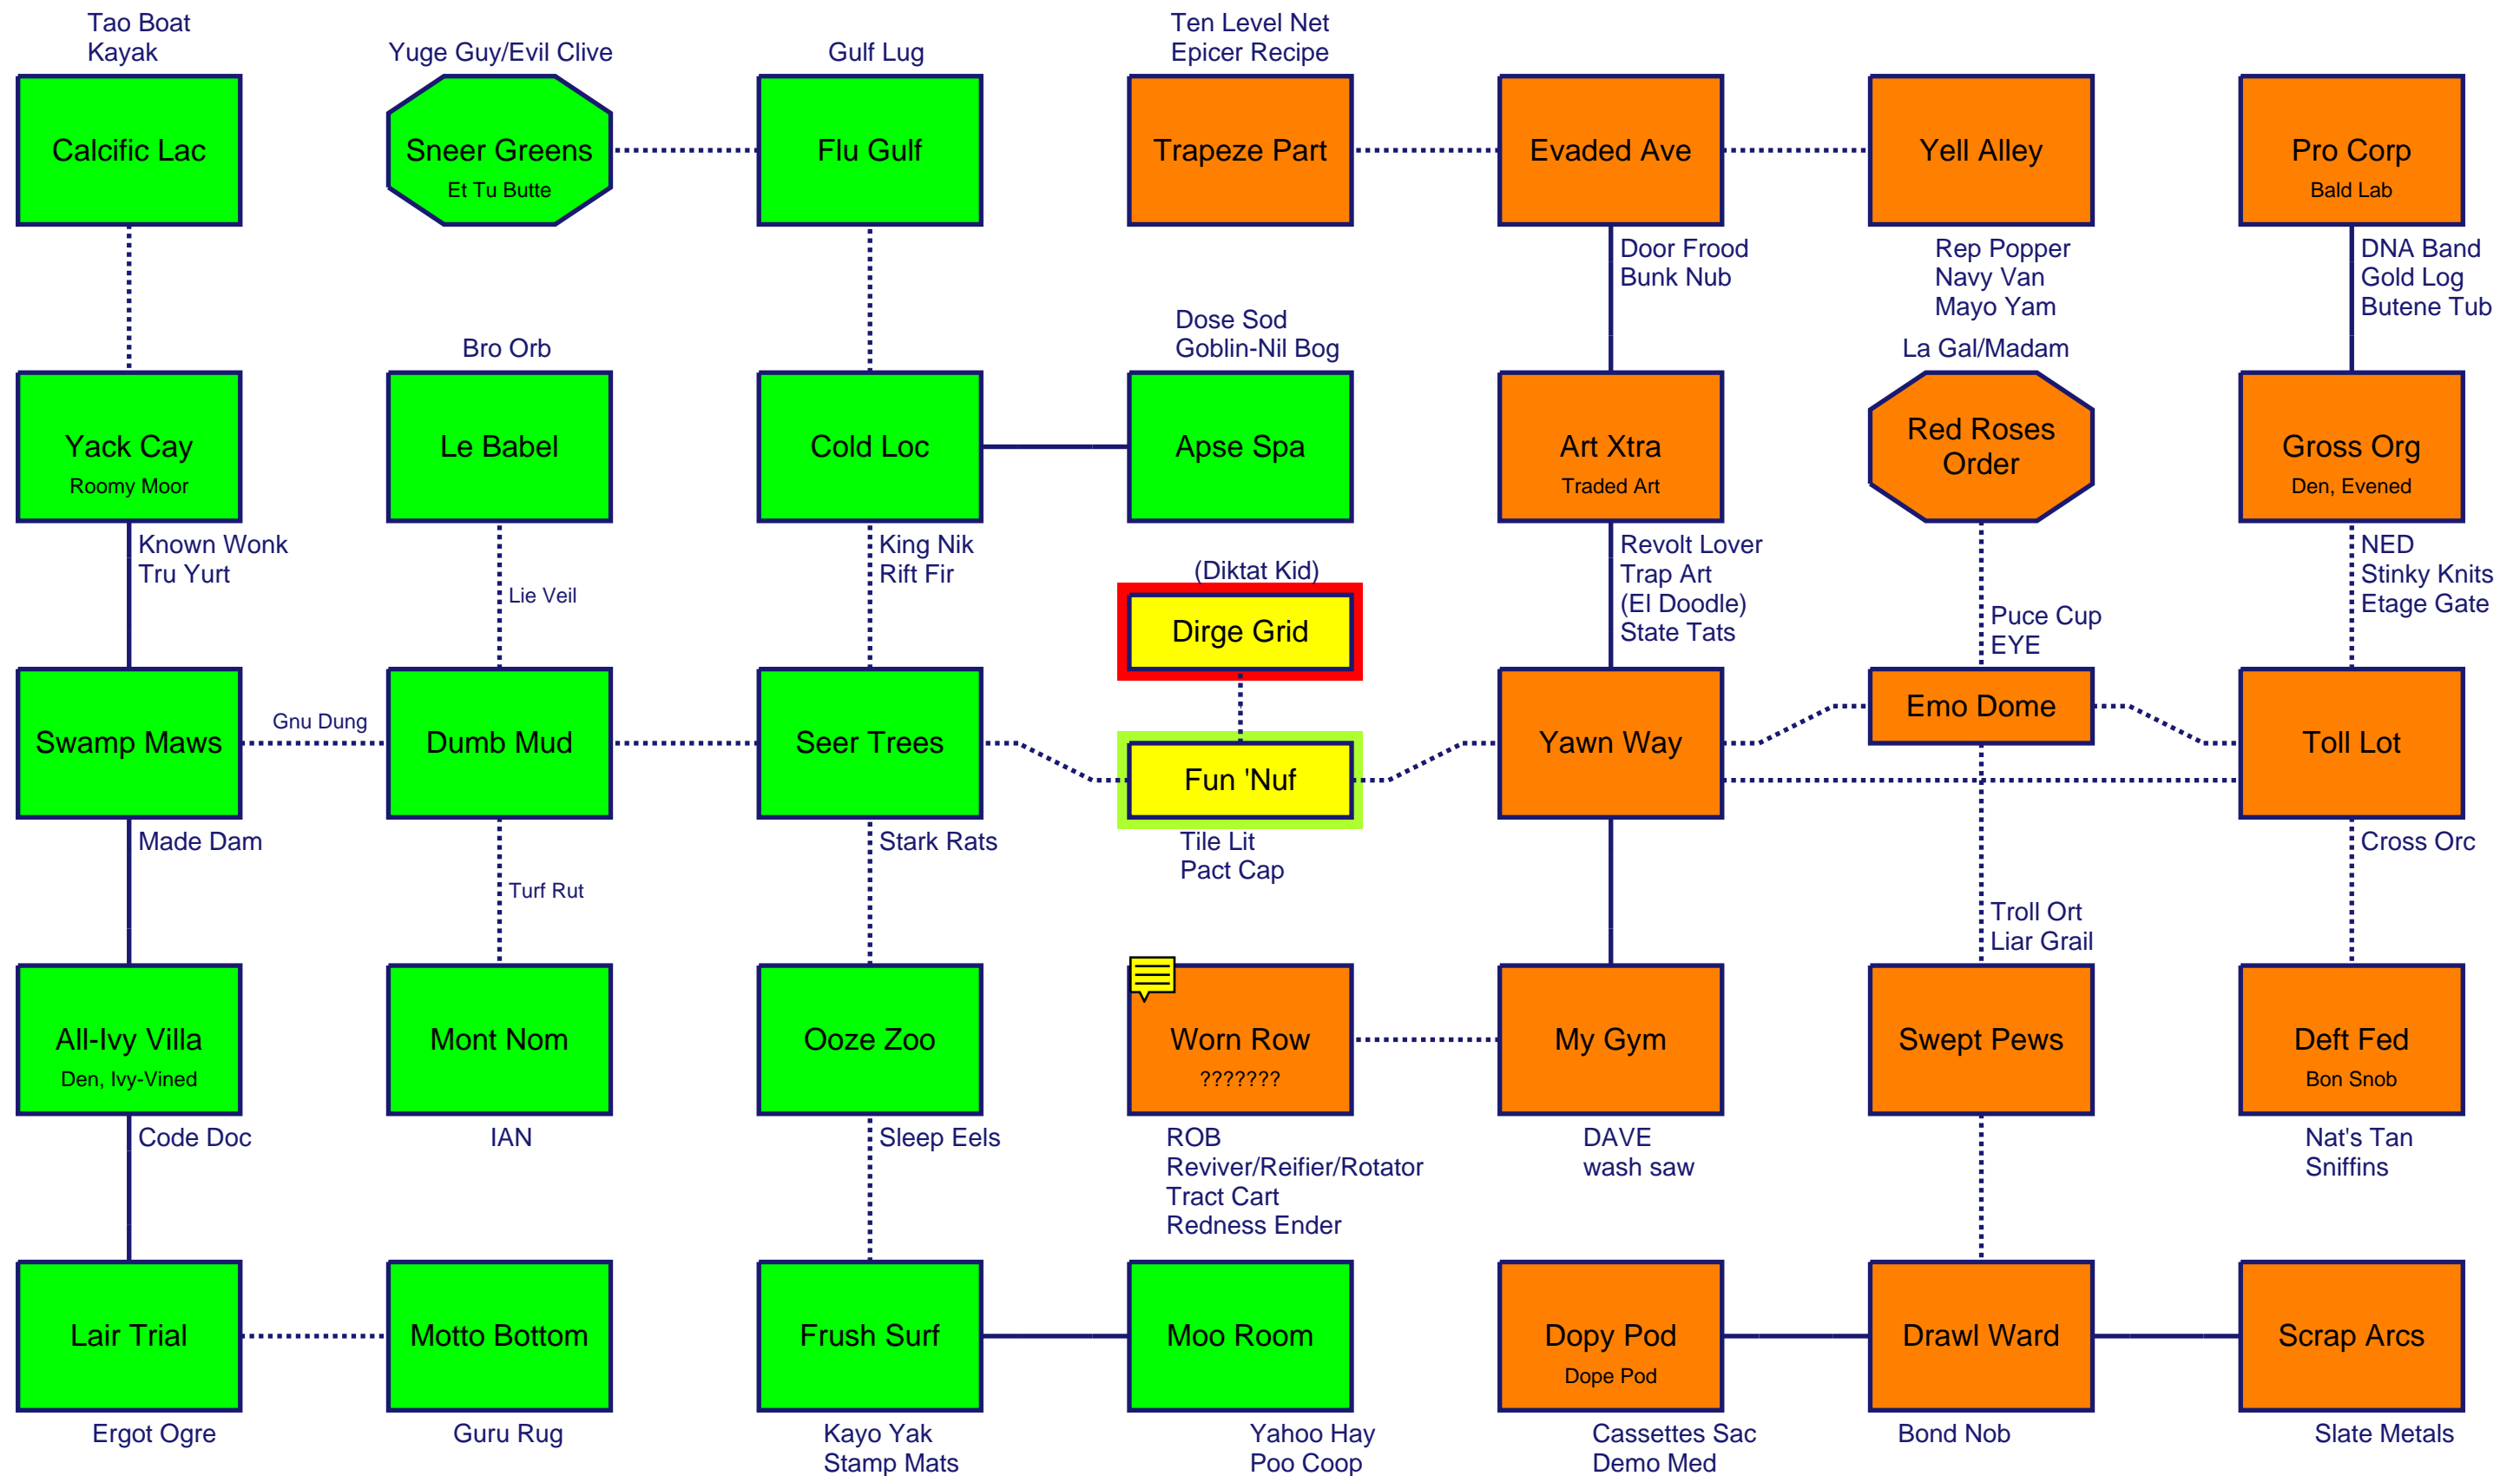 Tao Boat
Kayak
Yuge Guy/Evil Clive
Gulf Lug
Ten Level Net
Epicer Recipe
Calcific Lac
Sneer Greens
Et Tu Butte
Flu Gulf
Trapeze Part
Evaded Ave
Yell Alley
Pro Corp
Bald Lab
Door Frood
Bunk Nub
Rep Popper
Navy Van
Mayo Yam
DNA Band
Gold Log
Butene Tub
Bro Orb
Dose Sod
Goblin-Nil Bog
La Gal/Madam
Yack Cay
Roomy Moor
Le Babel
Cold Loc
Apse Spa
Art Xtra
Traded Art
Red Roses
Order
Gross Org
Den, Evened
Known Wonk
Tru Yurt
Lie Veil
King Nik
Rift Fir
(Diktat Kid)
Dirge Grid
Revolt Lover
Trap Art
(El Doodle)
State Tats
Puce Cup
EYE
NED
Stinky Knits
Etage Gate
Swamp Maws
Gnu Dung
Dumb Mud
Seer Trees
Fun 'Nuf
Yawn Way
Emo Dome
Toll Lot
Made Dam
Turf Rut
Stark Rats
Tile Lit
Pact Cap
Troll Ort
Liar Grail
Cross Orc
All-Ivy Villa
Den, Ivy-Vined
Mont Nom
Ooze Zoo
Worn Row
???????
My Gym
Swept Pews
Deft Fed
Bon Snob
Code Doc
IAN
Sleep Eels
ROB
Reviver/Reifier/Rotator
Tract Cart
Redness Ender
DAVE
wash saw
Nat's Tan
Sniffins
Lair Trial
Motto Bottom
Frush Surf
Moo Room
Dopy Pod
Dope Pod
Drawl Ward
Scrap Arcs
Ergot Ogre
Guru Rug
Kayo Yak
Stamp Mats
Yahoo Hay
Poo Coop
Cassettes Sac
Demo Med
Bond Nob
Slate Metals